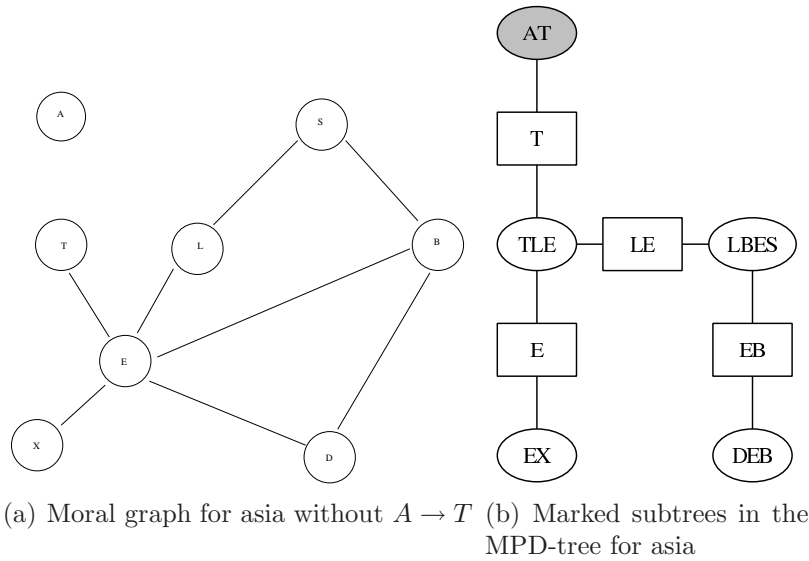 A
S
T
L
B
E
X
D
AT
T
TLE
LE
LBES
E
EB
EX
DEB
(a) Moral graph for asia without A → T
(b) Marked subtrees in the
MPD-tree for asia